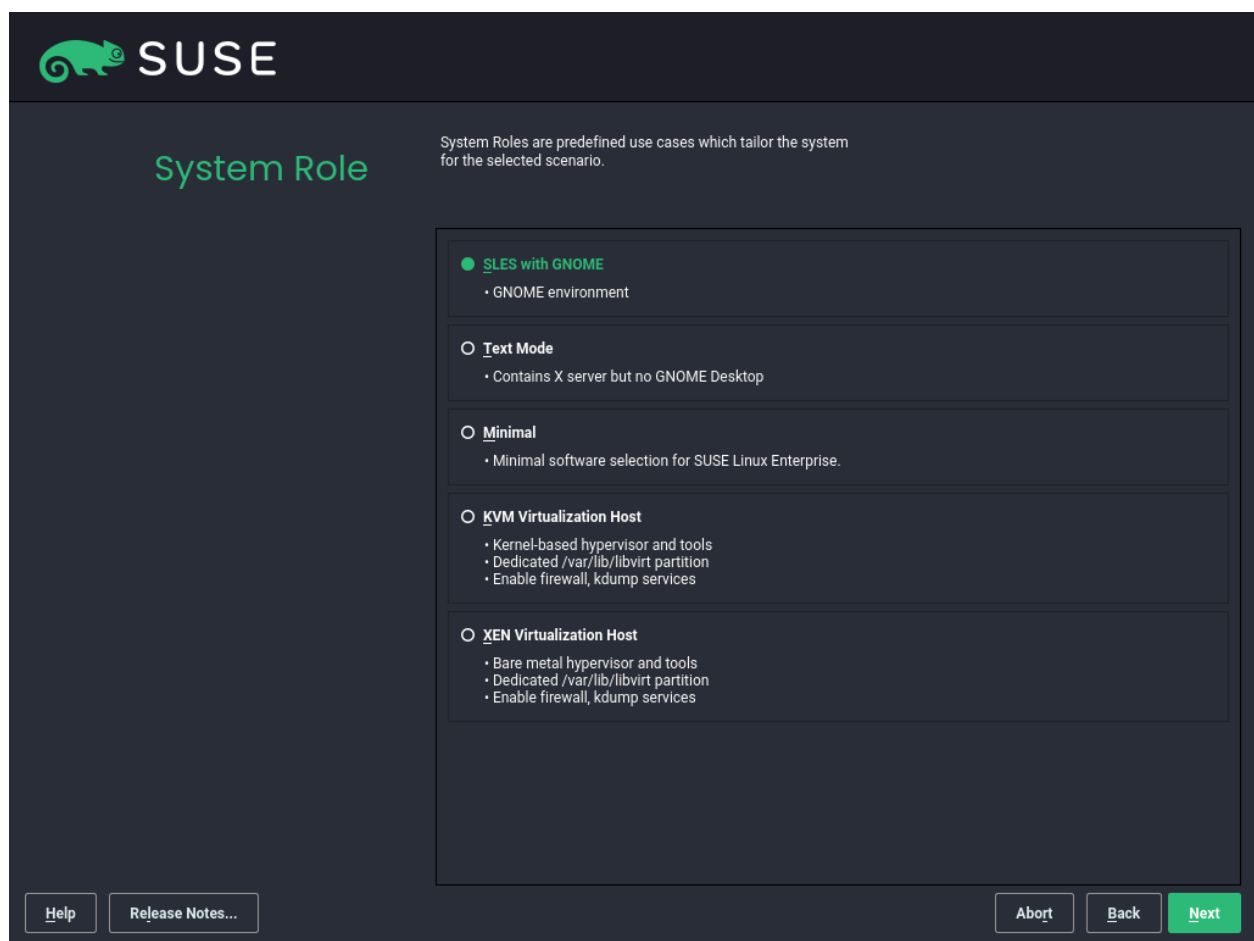 SUSE
System Role
System Roles are predefined use cases which tailor the system
for the selected scenario.
SLES with GNOME
• GNOME environment
Text Mode
• Contains X server but no GNOME Desktop
Minimal
• Minimal software selection for SUSE Linux Enterprise.
KVM Virtualization Host
• Kernel-based hypervisor and tools
• Dedicated /var/lib/libvirt partition
• Enable firewall, kdump services
XEN Virtualization Host
• Bare metal hypervisor and tools
• Dedicated /var/lib/libvirt partition
• Enable firewall, kdump services
Help Release Notes... Abort Back Next